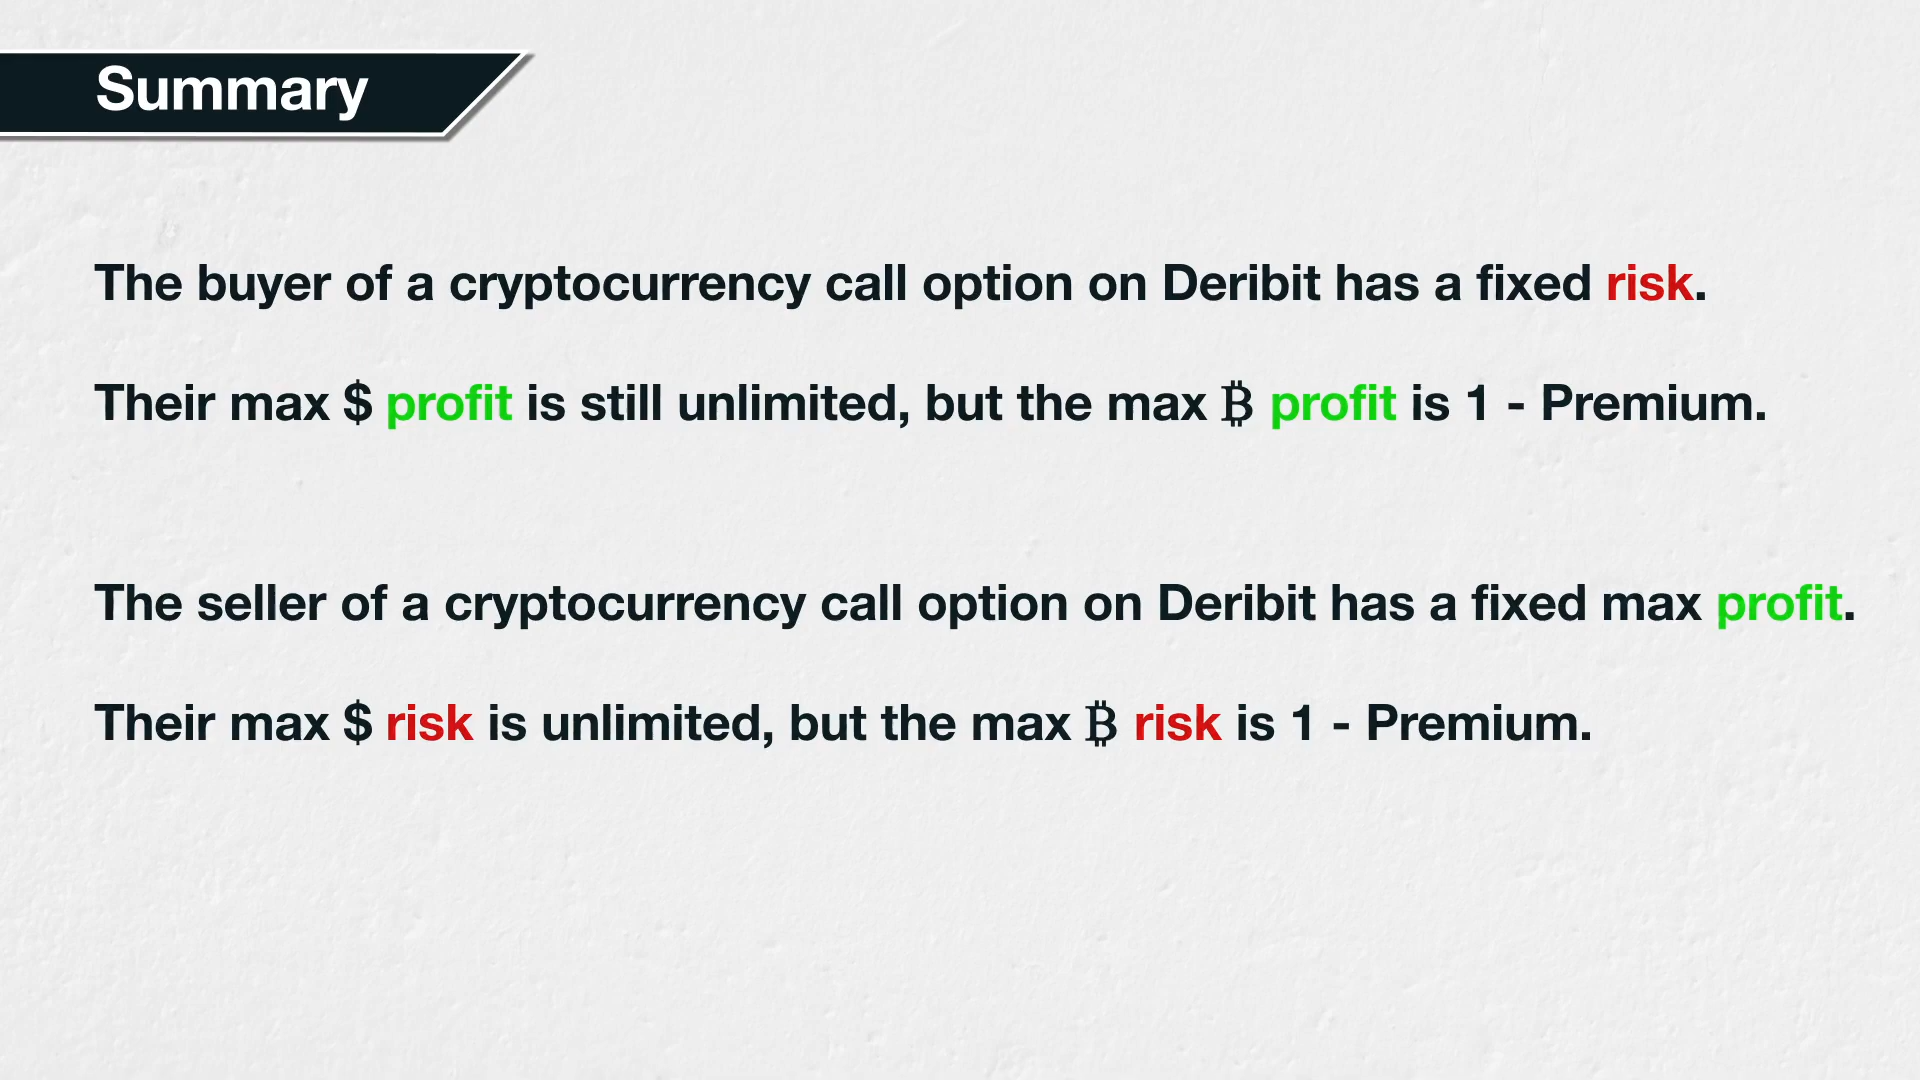 Summary
The buyer of a cryptocurrency call option on Deribit has a fixed risk.
Their max $ profit is still unlimited, but the max ₿ profit is 1 - Premium.
The seller of a cryptocurrency call option on Deribit has a fixed max profit.
Their max $ risk is unlimited, but the max ₿ risk is 1 - Premium.